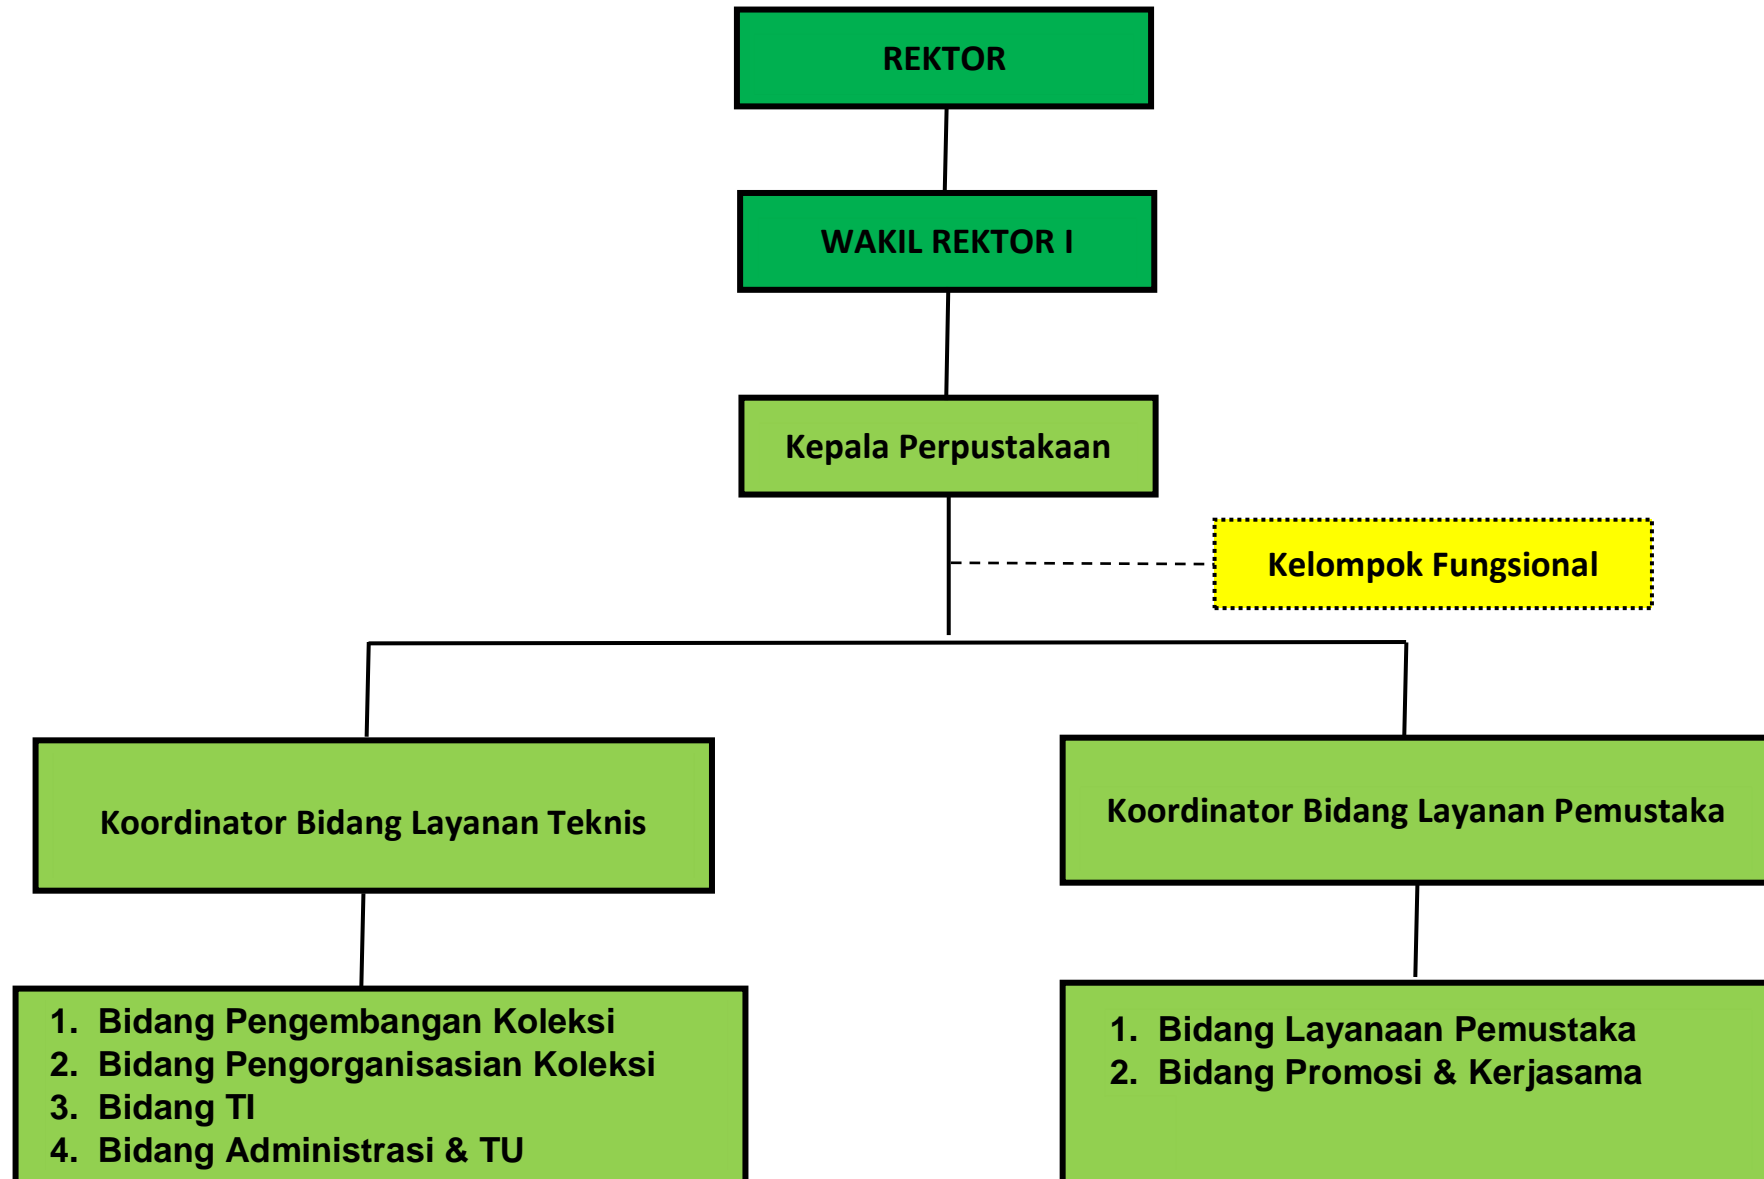 REKTOR
WAKIL REKTOR I
Kepala Perpustakaan
Kelompok Fungsional
Koordinator Bidang Layanan Teknis
Koordinator Bidang Layanan Pemustaka
1. Bidang Pengembangan Koleksi
2. Bidang Pengorganisasian Koleksi
3. Bidang TI
4. Bidang Administrasi & TU
1. Bidang Layanaan Pemustaka
2. Bidang Promosi & Kerjasama